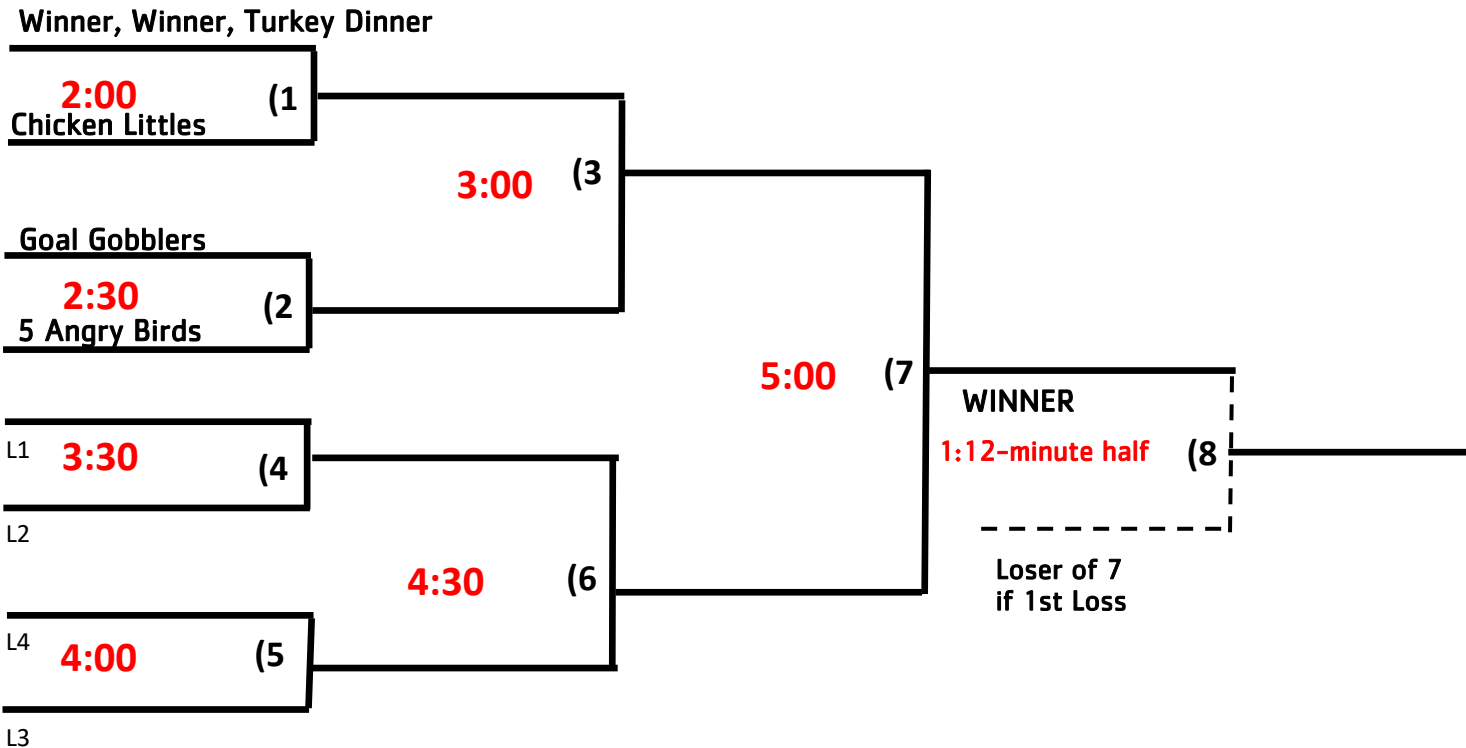 Winner, Winner, Turkey Dinner
2:00
(1
Chicken Littles
3:00
(3
Goal Gobblers
2:30
(2
5 Angry Birds
5:00
(7
WINNER
1:12-minute half
(8
L1
3:30
(4
L2
Loser of 7
if 1st Loss
4:30
(6
L4
4:00
(5
L3